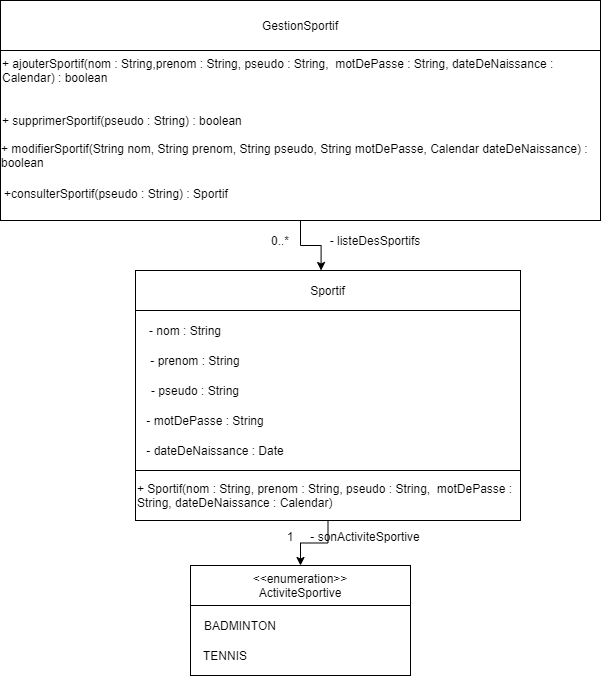 GestionSportif
+ ajouterSportif(nom : String,prenom : String, pseudo : String,  motDePasse : String, dateDeNaissance :
Calendar) : boolean
+ supprimerSportif(pseudo : String) : boolean
+ modifierSportif(String nom, String prenom, String pseudo, String motDePasse, Calendar dateDeNaissance) :
boolean
+consulterSportif(pseudo : String) : Sportif
0..* - listeDesSportifs
Sportif
- nom : String
- prenom : String
- pseudo : String
- motDePasse : String
- dateDeNaissance : Date
+ Sportif(nom : String, prenom : String, pseudo : String,  motDePasse :
String, dateDeNaissance : Calendar)
1 - sonActiviteSportive
<<enumeration>>
ActiviteSportive
BADMINTON
TENNIS